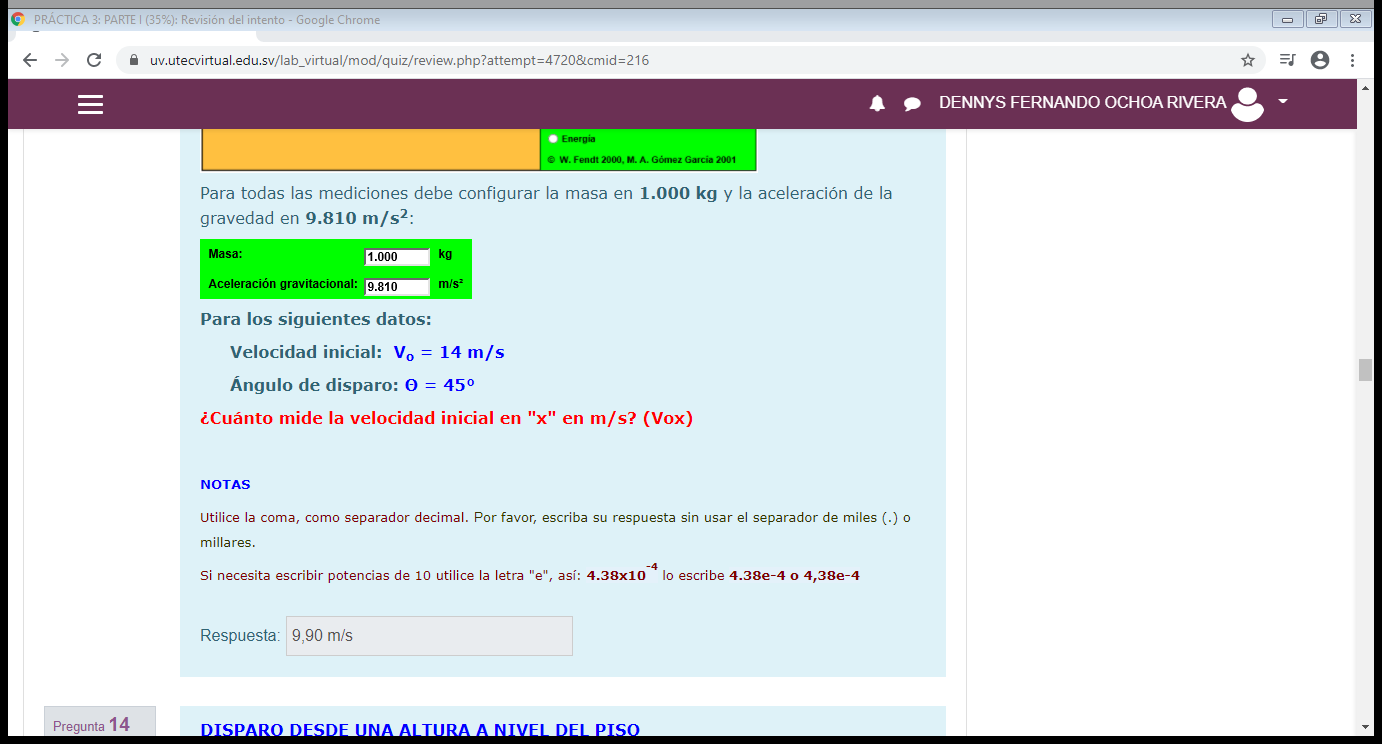 PRÁCTICA 3: PARTE I (35%): Revisión del intento - Google Chrome
uv.utecvirtual.edu.sv/lab_virtual/mod/quiz/review.php?attempt=4720&cmid=216
DENNYS FERNANDO OCHOA RIVERA
Energía
© W. Fendt 2000, M. A. Gómez García 2001
Para todas las mediciones debe configurar la masa en 1.000 kg y la aceleración de la
gravedad en 9.810 m/s²:
Masa: 1.000 kg
Aceleración gravitacional: 9.810 m/s²
Para los siguientes datos:
Velocidad inicial: Vo = 14 m/s
Ángulo de disparo: Θ = 45º
¿Cuánto mide la velocidad inicial en "x" en m/s? (Vox)
NOTAS
Utilice la coma, como separador decimal. Por favor, escriba su respuesta sin usar el separador de miles (.) o
millares.
Si necesita escribir potencias de 10 utilice la letra "e", así: 4.38x10⁻⁴ lo escribe 4.38e-4 o 4,38e-4
Respuesta: 9,90 m/s
Pregunta 14
DISPARO DESDE UNA ALTURA A NIVEL DEL PISO